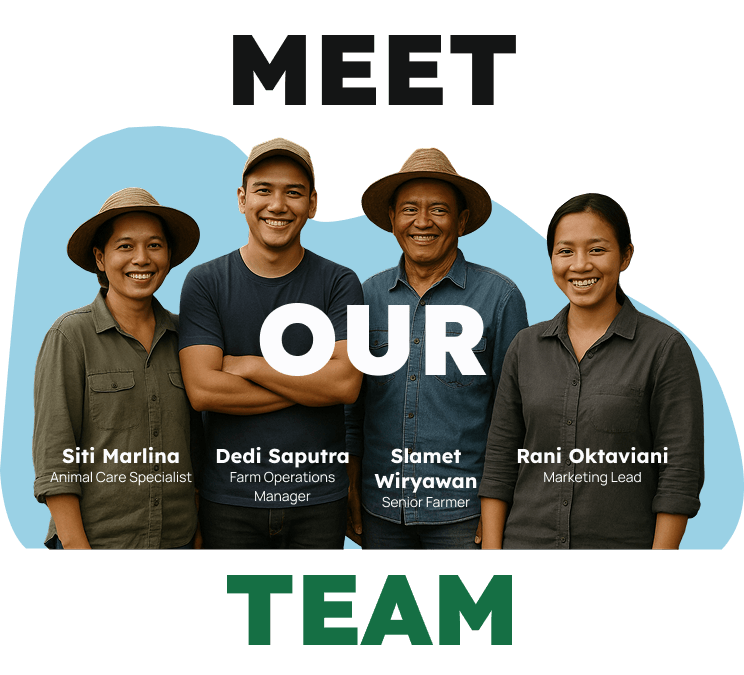 MEET
OUR
Siti Marlina
Animal Care Specialist
Dedi Saputra
Farm Operations
Manager
Slamet
Wiryawan
Senior Farmer
Rani Oktaviani
Marketing Lead
TEAM